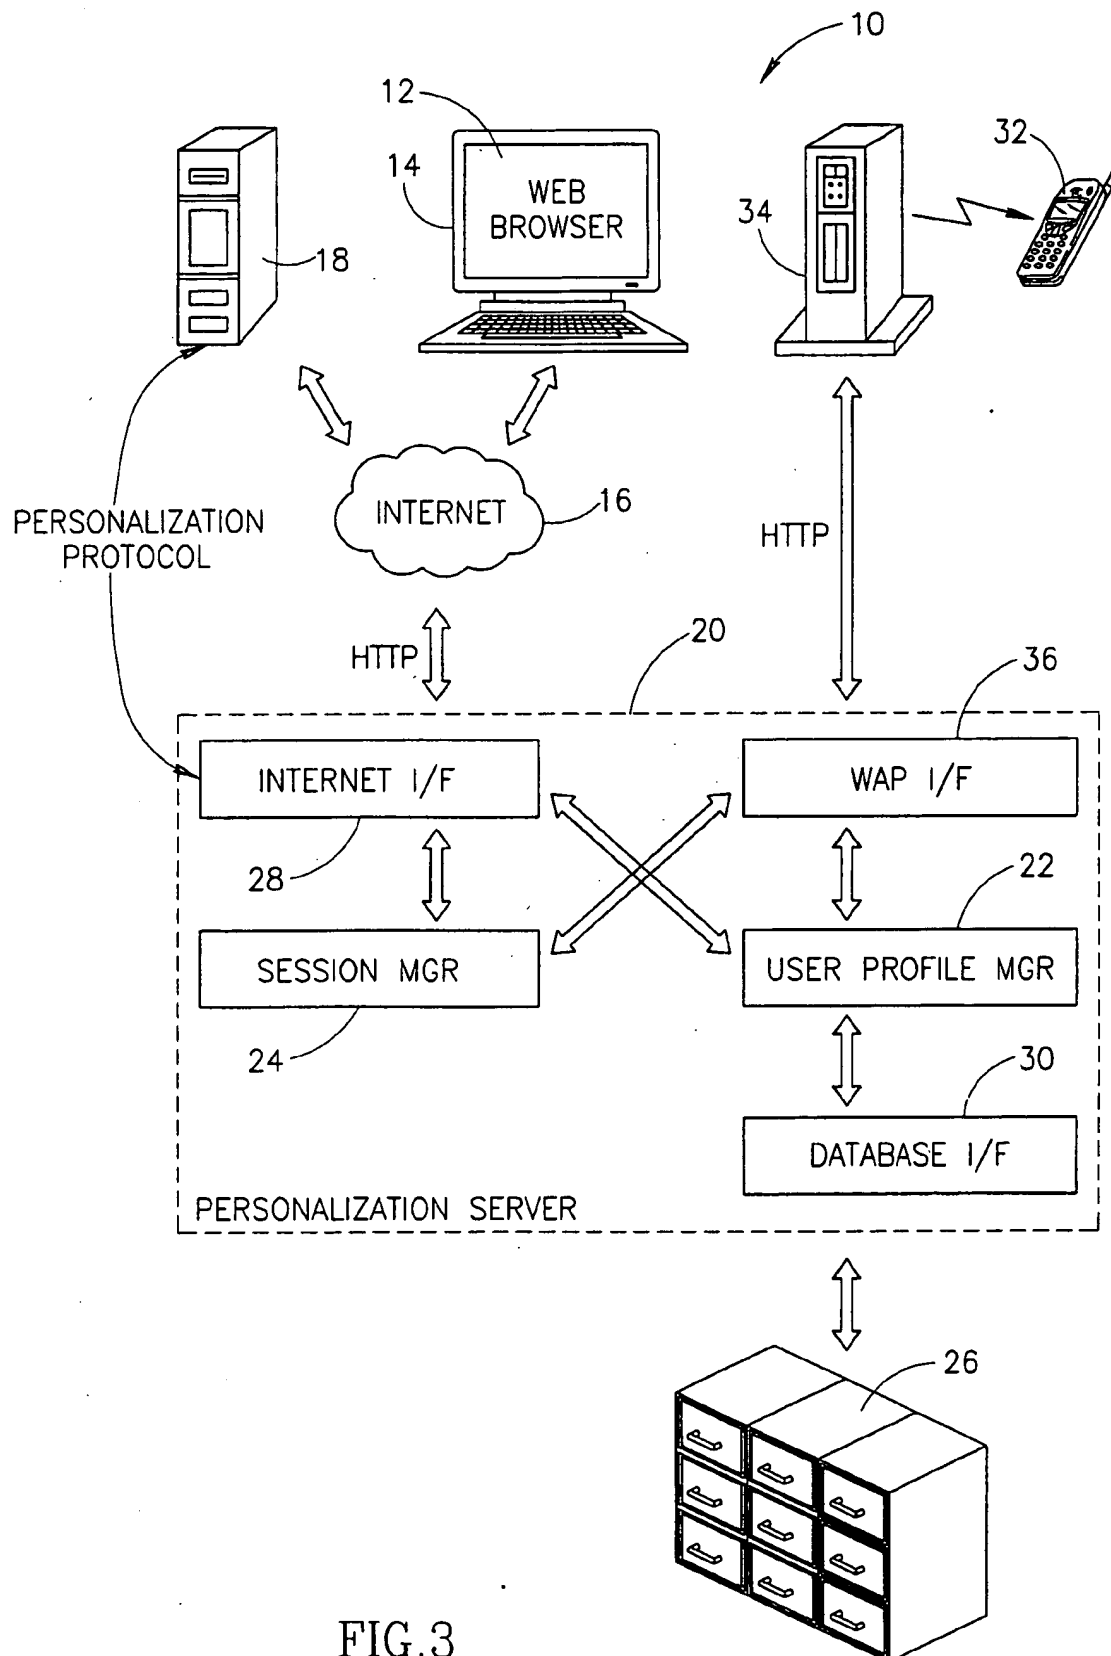 10
12
14
WEB
BROWSER
18
34
32
INTERNET
16
PERSONALIZATION
PROTOCOL
HTTP
HTTP
20
36
INTERNET I/F
WAP I/F
28
22
SESSION MGR
USER PROFILE MGR
24
30
DATABASE I/F
PERSONALIZATION SERVER
26
FIG.3